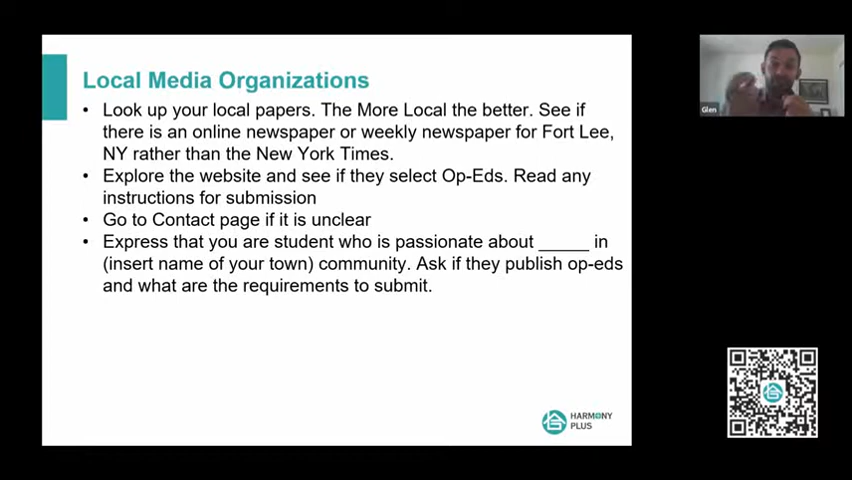 Local Media Organizations
• Look up your local papers. The More Local the better. See if
there is an online newspaper or weekly newspaper for Fort Lee,
NY rather than the New York Times.
• Explore the website and see if they select Op-Eds. Read any
instructions for submission
• Go to Contact page if it is unclear
• Express that you are student who is passionate about _____ in
(insert name of your town) community. Ask if they publish op-eds
and what are the requirements to submit.
Glen
HARMONY
PLUS